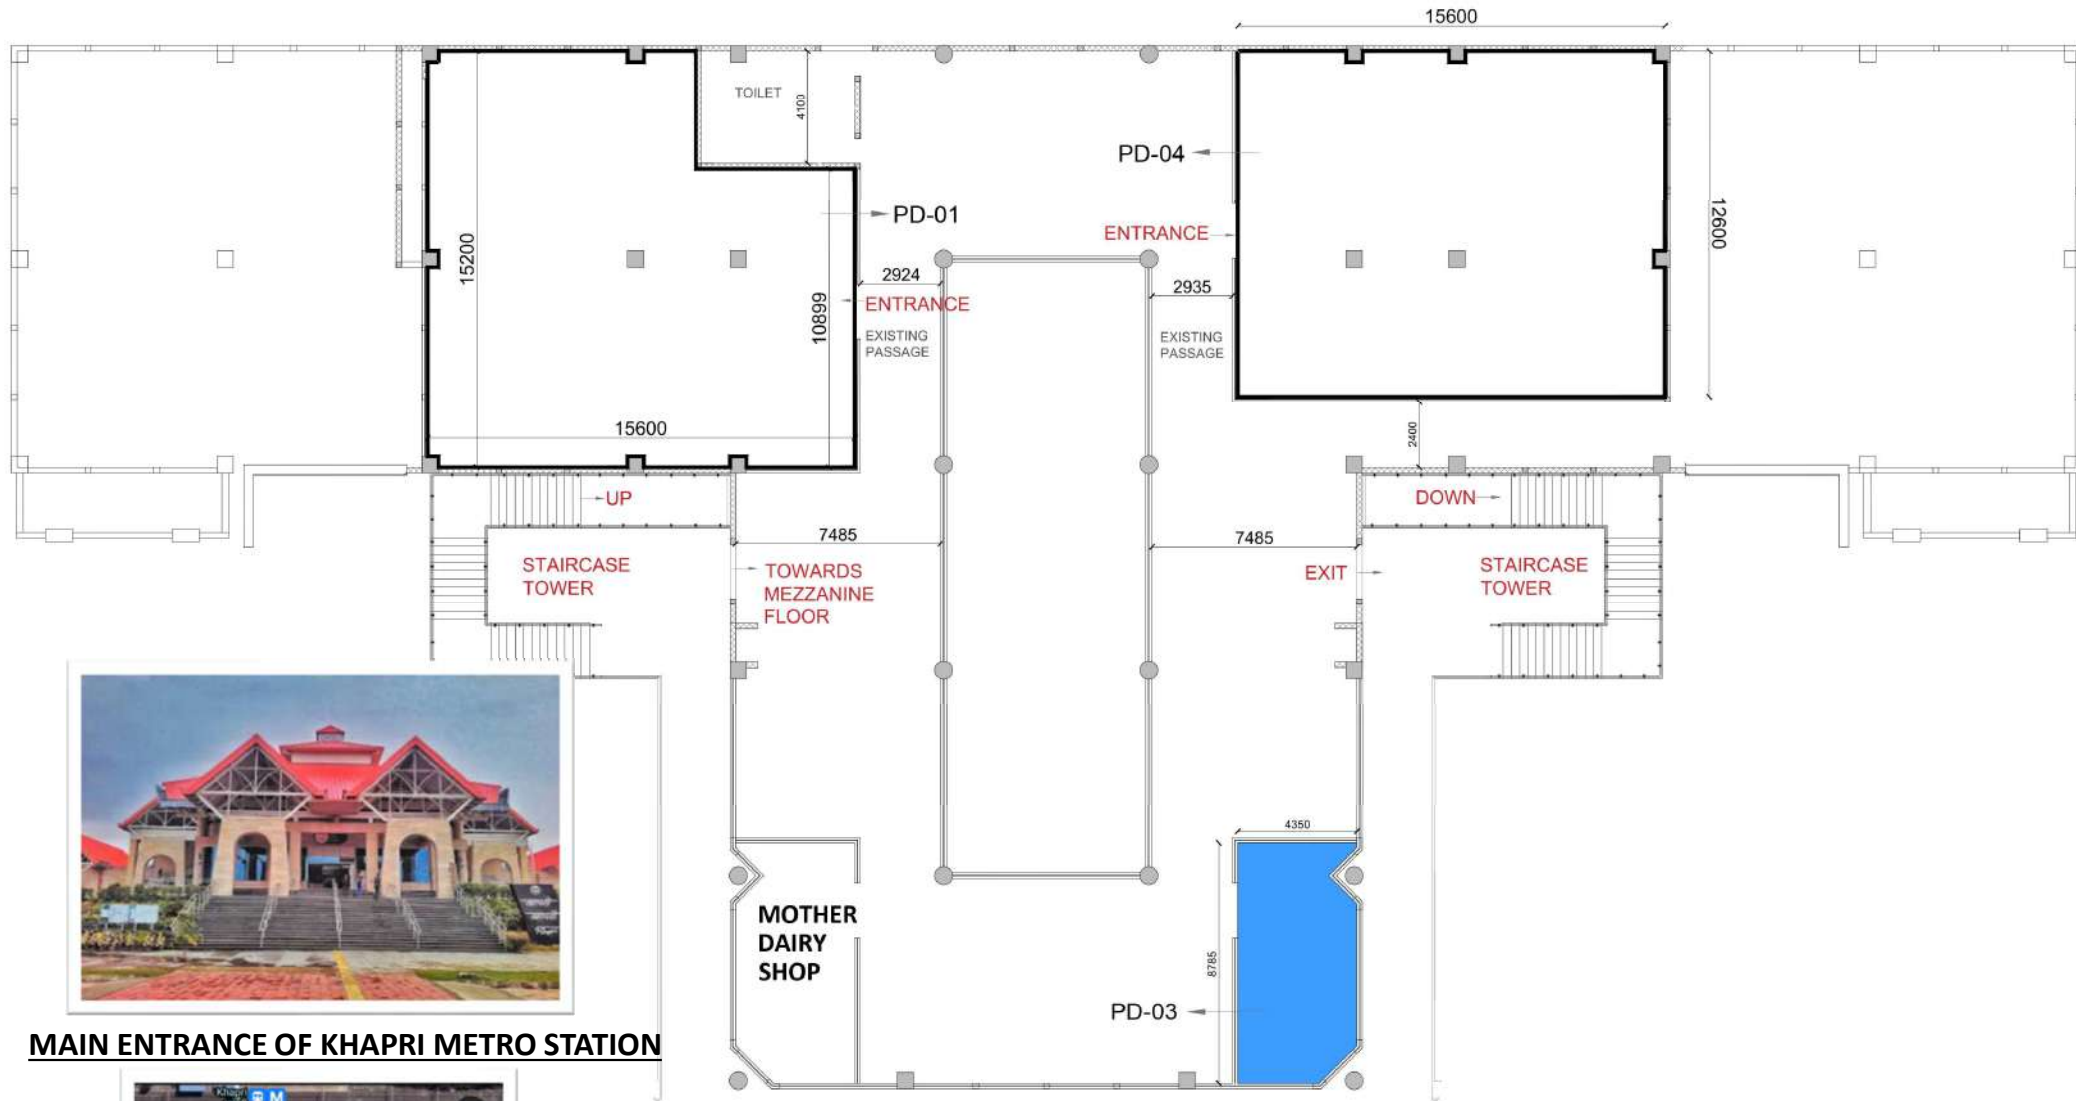 15600
TOILET
4100
PD-04
PD-01
12600
15200
ENTRANCE
2924
2935
10899
ENTRANCE
EXISTING
PASSAGE
EXISTING
PASSAGE
15600
2400
UP
DOWN
7485
7485
STAIRCASE
TOWER
TOWARDS
MEZZANINE
FLOOR
EXIT
STAIRCASE
TOWER
4350
MOTHER
DAIRY
SHOP
8785
PD-03
MAIN ENTRANCE OF KHAPRI METRO STATION
Khapri
M